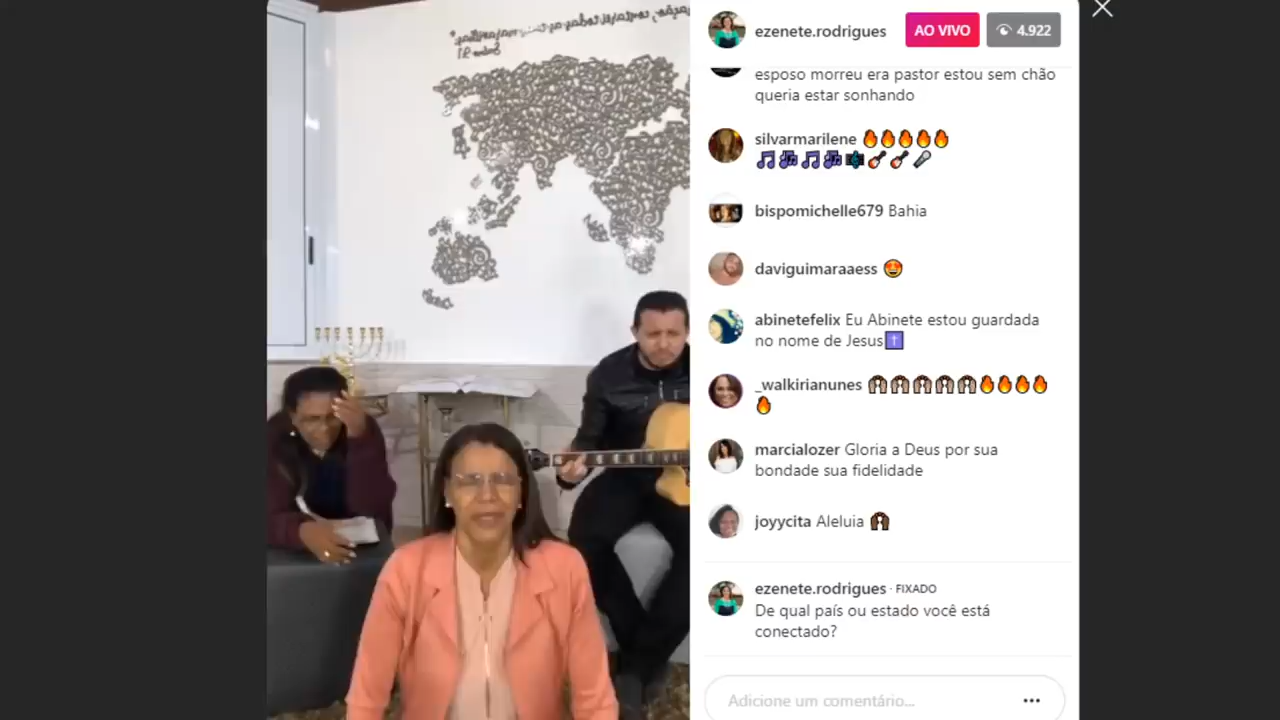 ezenete.rodrigues AO VIVO 4.922
esposo morreu era pastor estou sem chão
queria estar sonhando
silvarmarilene 🔥🔥🔥🔥🔥
🎵🎶🎵🎶🎼🎸🎸🎤
bispomichelle679 Bahia
daviguimaraaess 😍
abinetefelix Eu Abinete estou guardada
no nome de Jesus✝️
_walkirianunes 🙌🙌🙌🙌🙌🔥🔥🔥🔥
🔥
marcialozer Gloria a Deus por sua
bondade sua fidelidade
joyycita Aleluia 🙌
ezenete.rodrigues · FIXADO
De qual país ou estado você está
conectado?
Adicione um comentário...